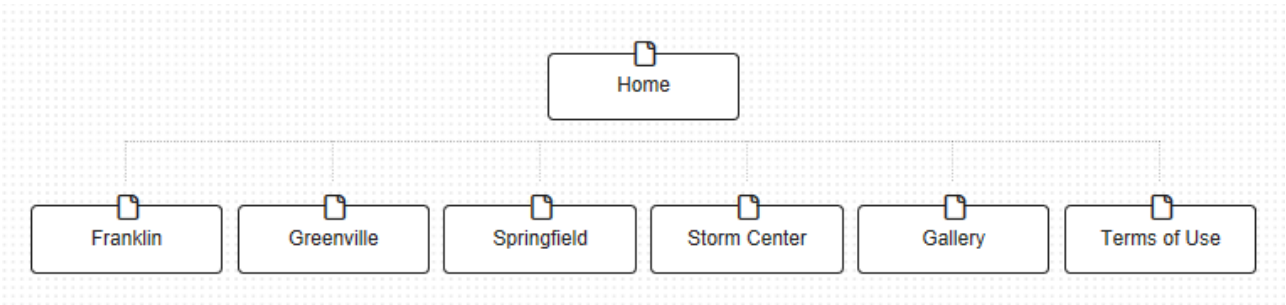 Home
Franklin
Greenville
Springfield
Storm Center
Gallery
Terms of Use